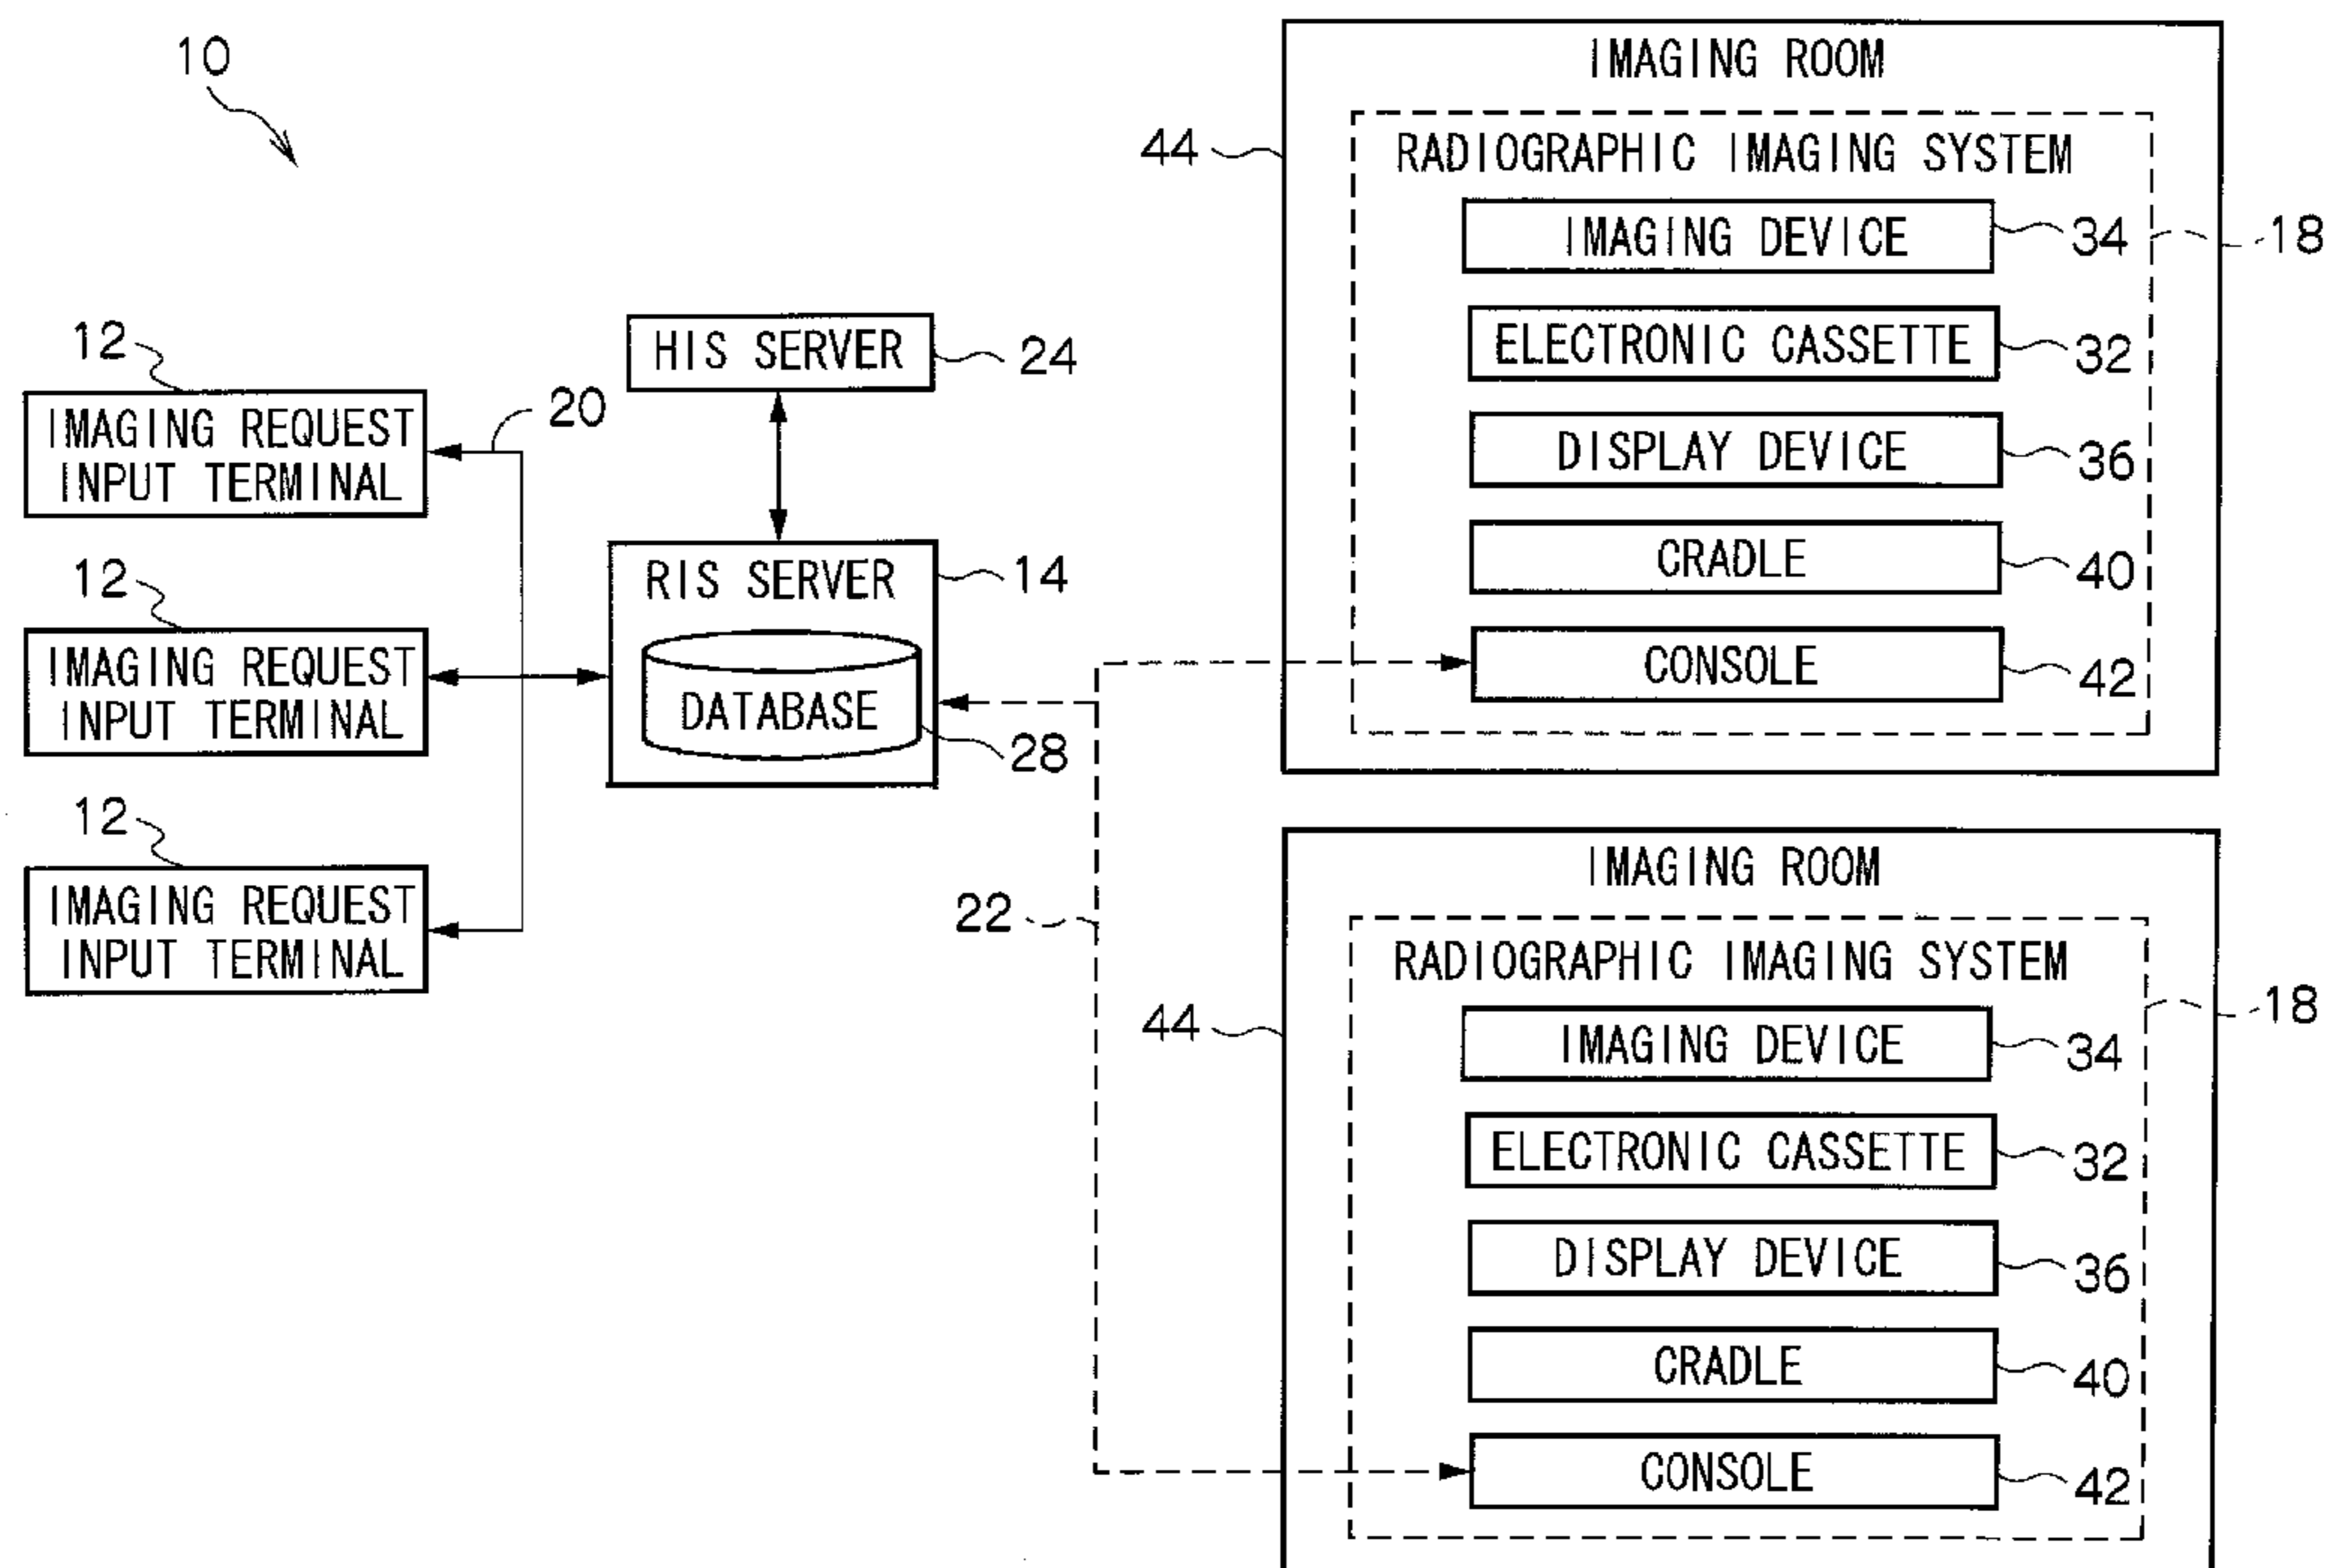 10
12
IMAGING REQUEST
INPUT TERMINAL
20
12
IMAGING REQUEST
INPUT TERMINAL
12
IMAGING REQUEST
INPUT TERMINAL
HIS SERVER
24
RIS SERVER
14
DATABASE
28
22
IMAGING ROOM
44
RADIOGRAPHIC IMAGING SYSTEM
18
IMAGING DEVICE
34
ELECTRONIC CASSETTE
32
DISPLAY DEVICE
36
CRADLE
40
CONSOLE
42
IMAGING ROOM
44
RADIOGRAPHIC IMAGING SYSTEM
18
IMAGING DEVICE
34
ELECTRONIC CASSETTE
32
DISPLAY DEVICE
36
CRADLE
40
CONSOLE
42